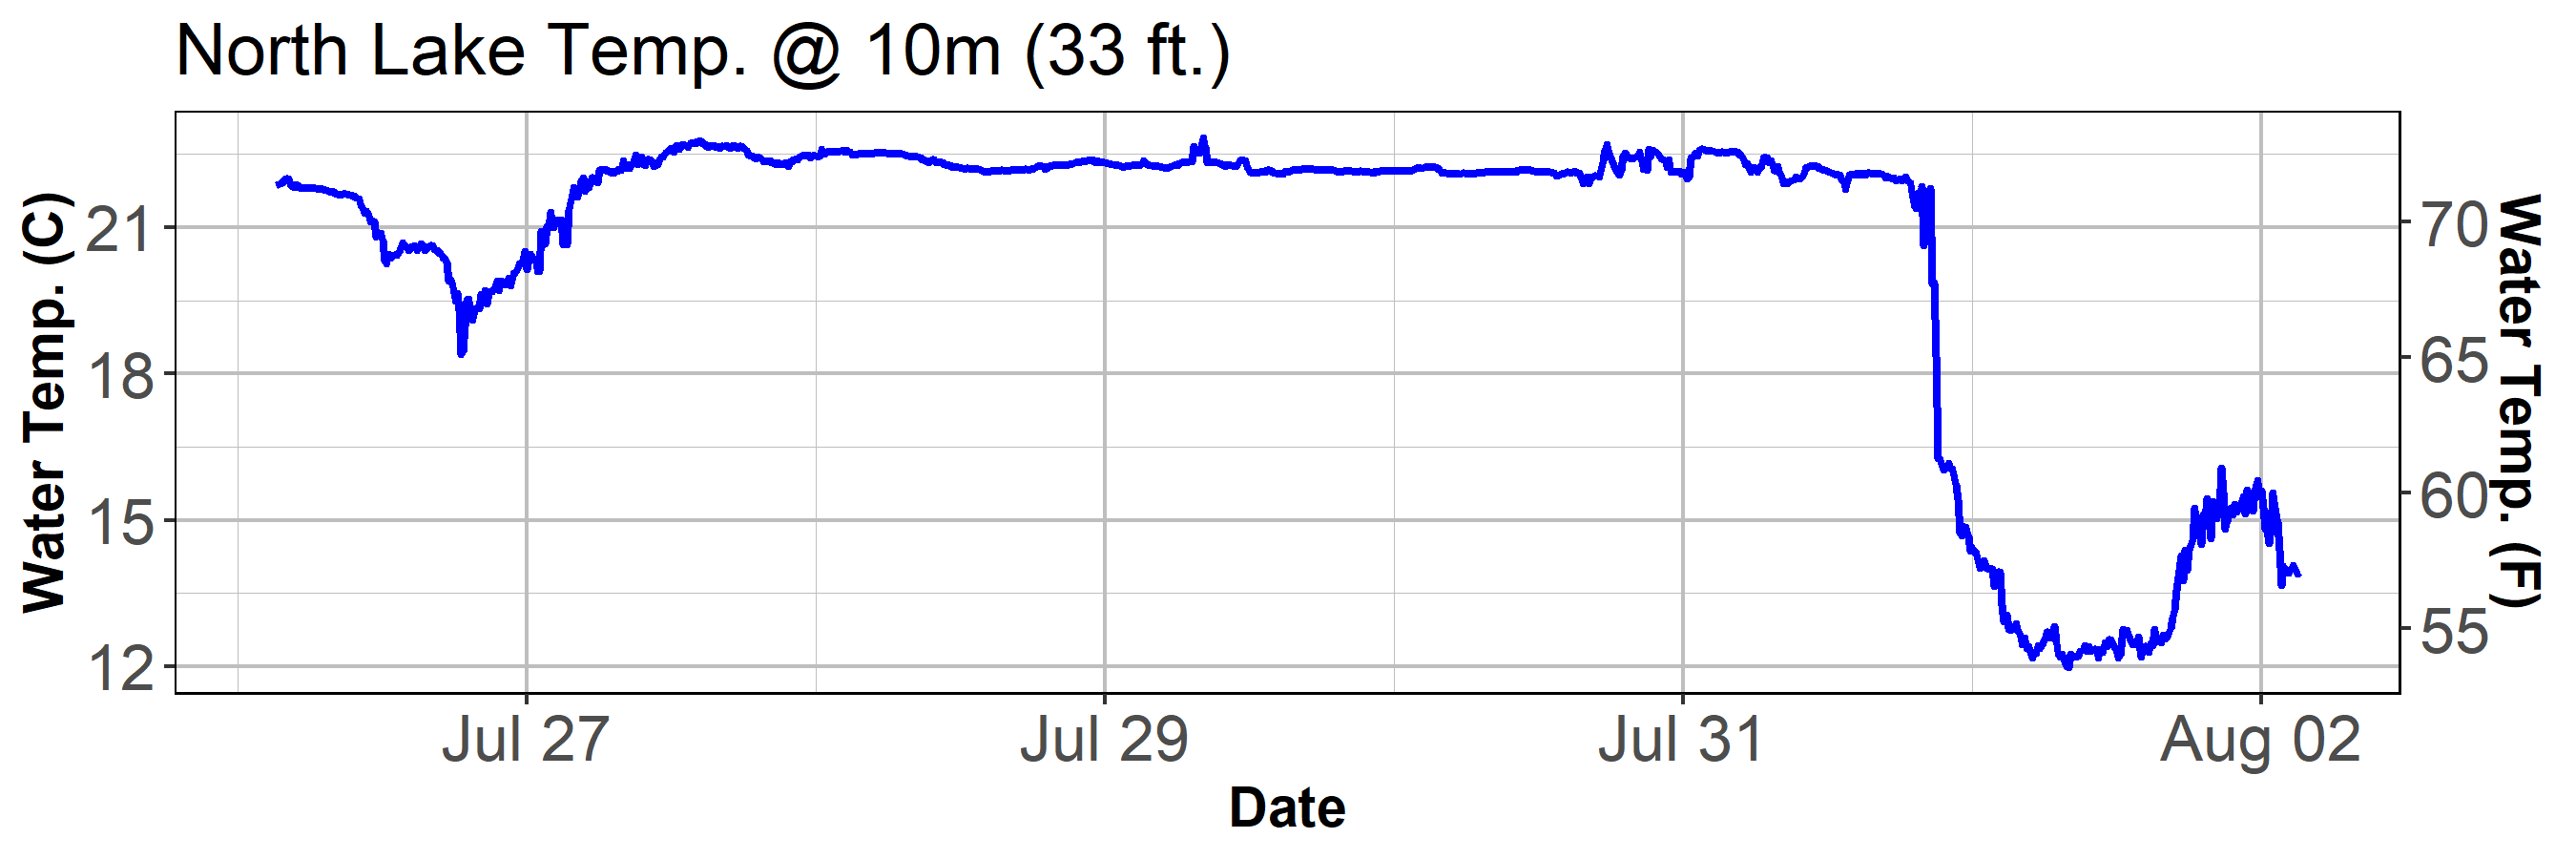 North Lake Temp. @ 10m (33 ft.)
Water Temp. (C)
21
18
15
12
70
65
60
55
Water Temp. (F)
Jul 27
Jul 29
Jul 31
Aug 02
Date